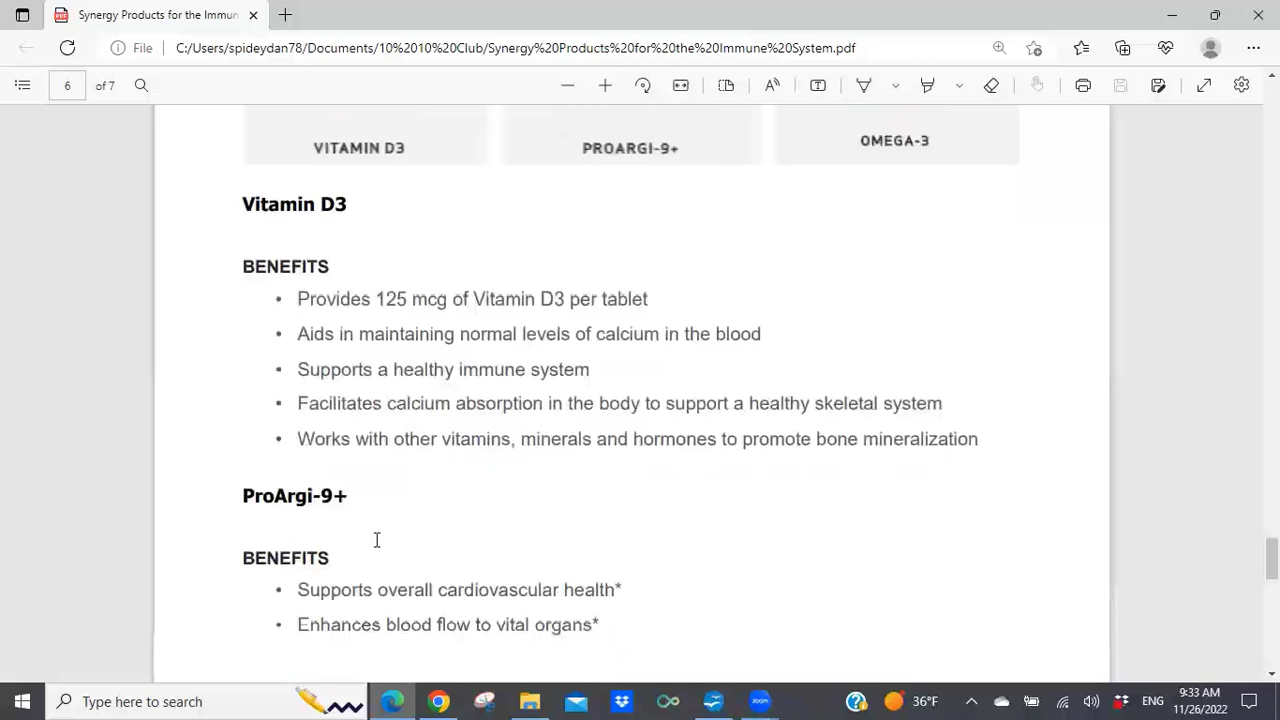 Synergy Products for the Immun
File
C:/Users/spideydan78/Documents/10%2010%20Club/Synergy%20Products%20for%20the%20Immune%20System.pdf
6 of 7
VITAMIN D3
PROARGI-9+
OMEGA-3
Vitamin D3
BENEFITS
• Provides 125 mcg of Vitamin D3 per tablet
• Aids in maintaining normal levels of calcium in the blood
• Supports a healthy immune system
• Facilitates calcium absorption in the body to support a healthy skeletal system
• Works with other vitamins, minerals and hormones to promote bone mineralization
ProArgi-9+
BENEFITS
• Supports overall cardiovascular health*
• Enhances blood flow to vital organs*
Type here to search
36°F
ENG
9:33 AM
11/26/2022